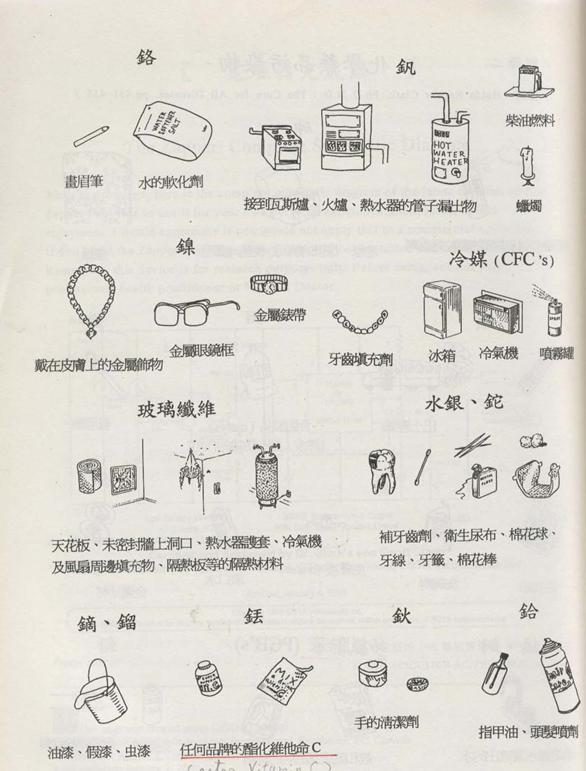 鉻
釩
WATER
SOFTENER
SALT
HOT
WATER
HEATER
柴油燃料
畫眉筆
水的軟化劑
接到瓦斯爐、火爐、熱水器的管子漏出物
蠟燭
鎳
冷媒 (CFC's)
金屬錶帶
戴在皮膚上的金屬飾物
金屬眼鏡框
牙齒填充劑
冰箱
冷氣機
噴霧罐
玻璃纖維
水銀、鉈
天花板、未密封牆上洞口、熱水器護套、冷氣機
及風扇周邊填充物、隔熱板等的隔熱材料
補牙齒劑、衛生尿布、棉花球、
牙線、牙籤、棉花棒
鏑、鎦
鈥
鉿
MIX
手的清潔劑
指甲油、頭髮噴劑
油漆、假漆、虫漆
任何品牌的酯化維他命C